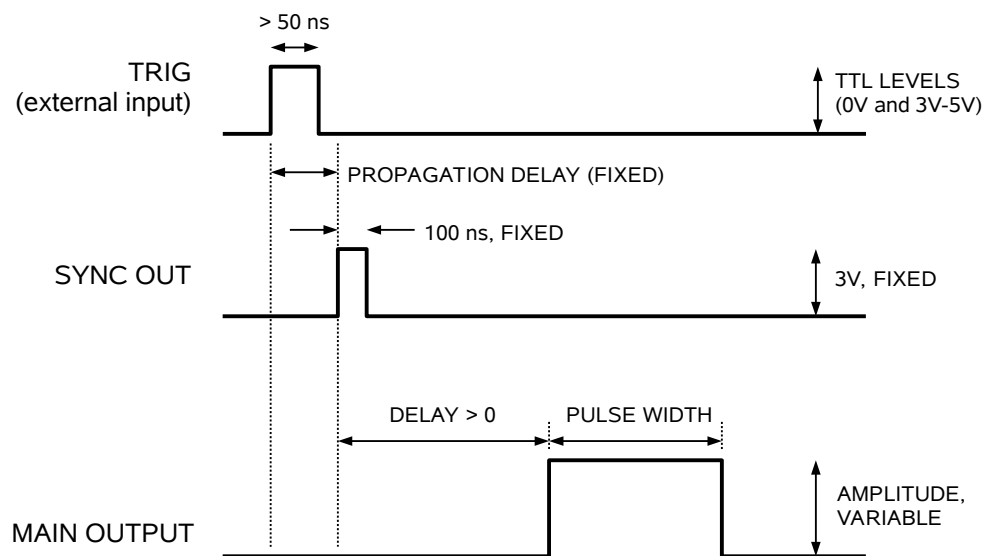 > 50 ns
TRIG
(external input)
TTL LEVELS
(0V and 3V-5V)
PROPAGATION DELAY (FIXED)
100 ns, FIXED
SYNC OUT
3V, FIXED
DELAY > 0
PULSE WIDTH
AMPLITUDE,
VARIABLE
MAIN OUTPUT